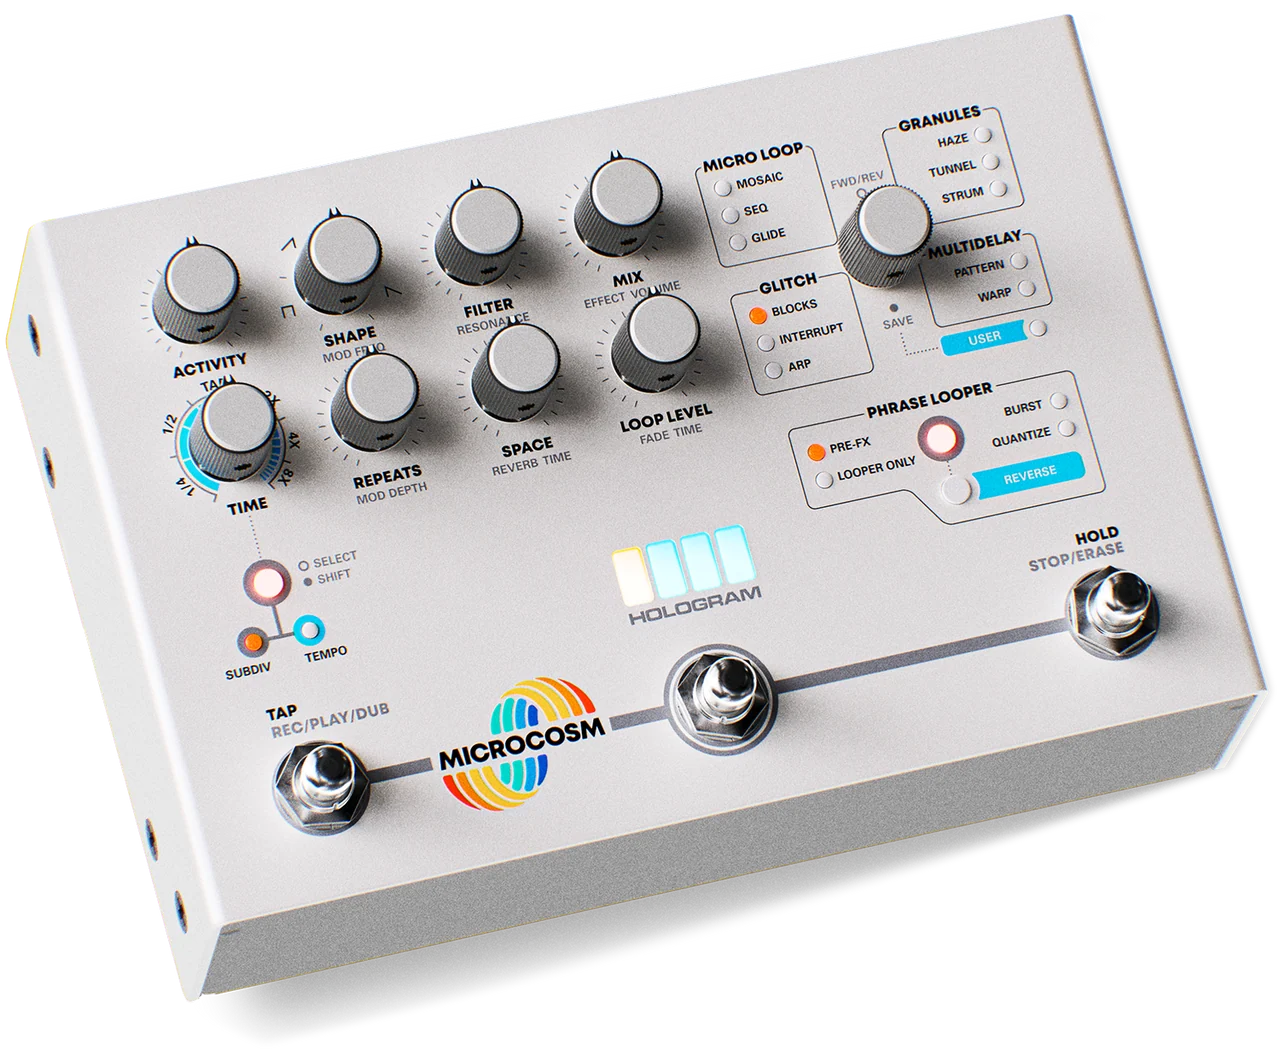 MICRO LOOP
MOSAIC
SEQ
GLIDE
FWD/REV
GRANULES
HAZE
TUNNEL
STRUM
MULTIDELAY
PATTERN
WARP
GLITCH
BLOCKS
INTERRUPT
ARP
SAVE
USER
ACTIVITY
SHAPE
FILTER
RESONANCE
MIX
EFFECT VOLUME
1/2
1/4
4X
8X
TIME
REPEATS
MOD DEPTH
SPACE
REVERB TIME
LOOP LEVEL
FADE TIME
PHRASE LOOPER
PRE-FX
LOOPER ONLY
BURST
QUANTIZE
REVERSE
SELECT
SHIFT
SUBDIV
TEMPO
HOLOGRAM
HOLD
STOP/ERASE
TAP
REC/PLAY/DUB
MICROCOSM